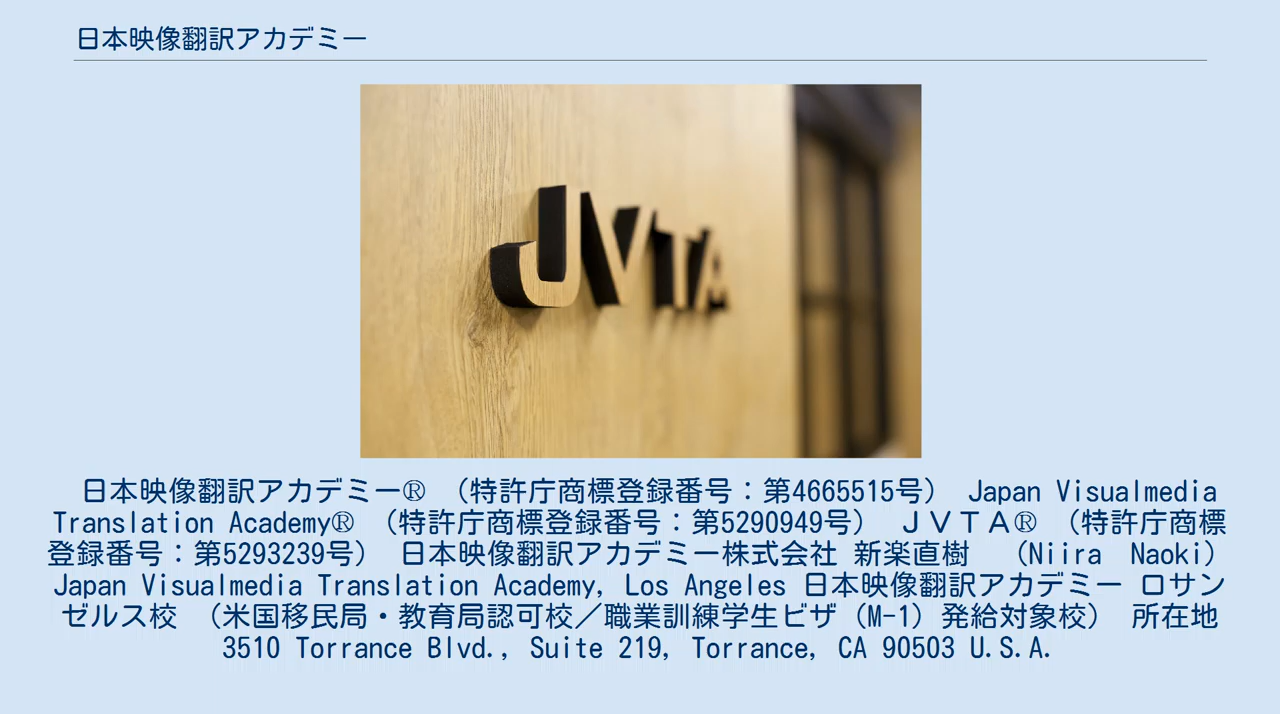 日本映像翻訳アカデミー
JVTA
日本映像翻訳アカデミー® (特許庁商標登録番号：第4665515号) Japan Visualmedia
Translation Academy® (特許庁商標登録番号：第5290949号) ＪＶＴＡ® (特許庁商標
登録番号：第5293239号) 日本映像翻訳アカデミー株式会社 新楽直樹 (Niira Naoki)
Japan Visualmedia Translation Academy, Los Angeles 日本映像翻訳アカデミー ロサン
ゼルス校 (米国移民局・教育局認可校／職業訓練学生ビザ (M-1) 発給対象校) 所在地
3510 Torrance Blvd., Suite 219, Torrance, CA 90503 U.S.A.